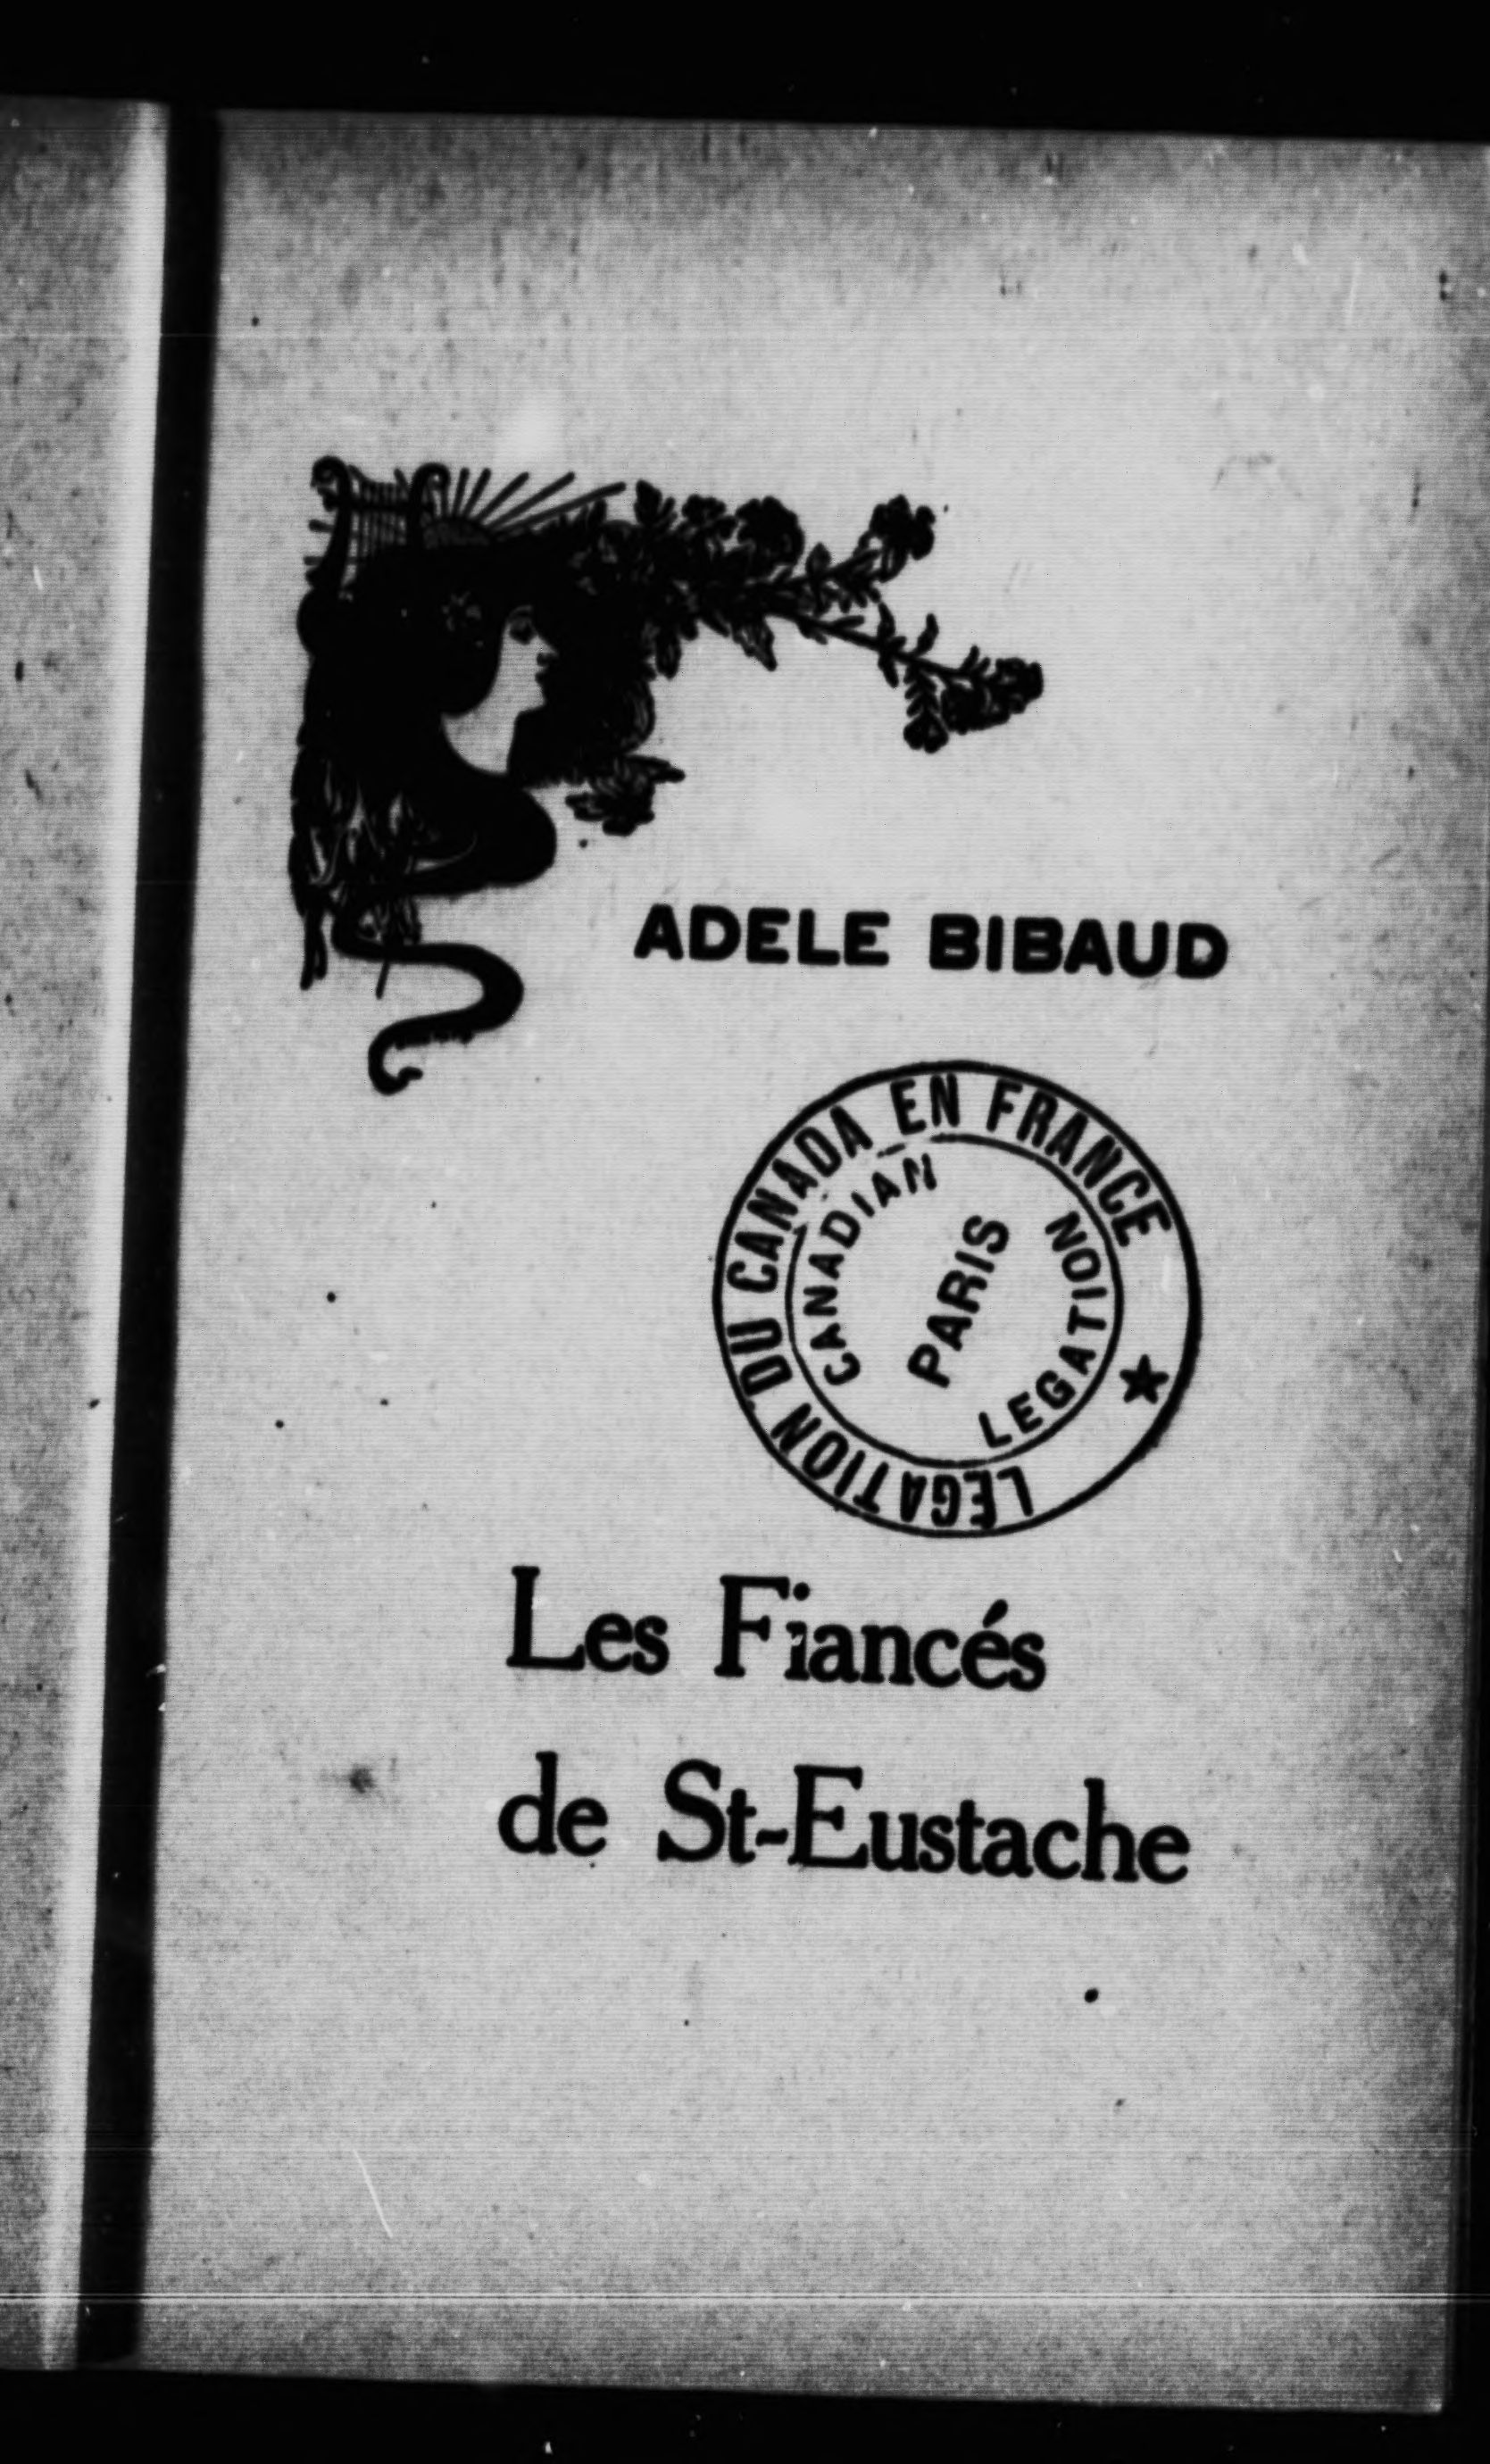 ADELE BIBAUD
LEGATION DU CANADA EN FRANCE
CANADIAN LEGATION
PARIS
Les Fiancés
de St-Eustache